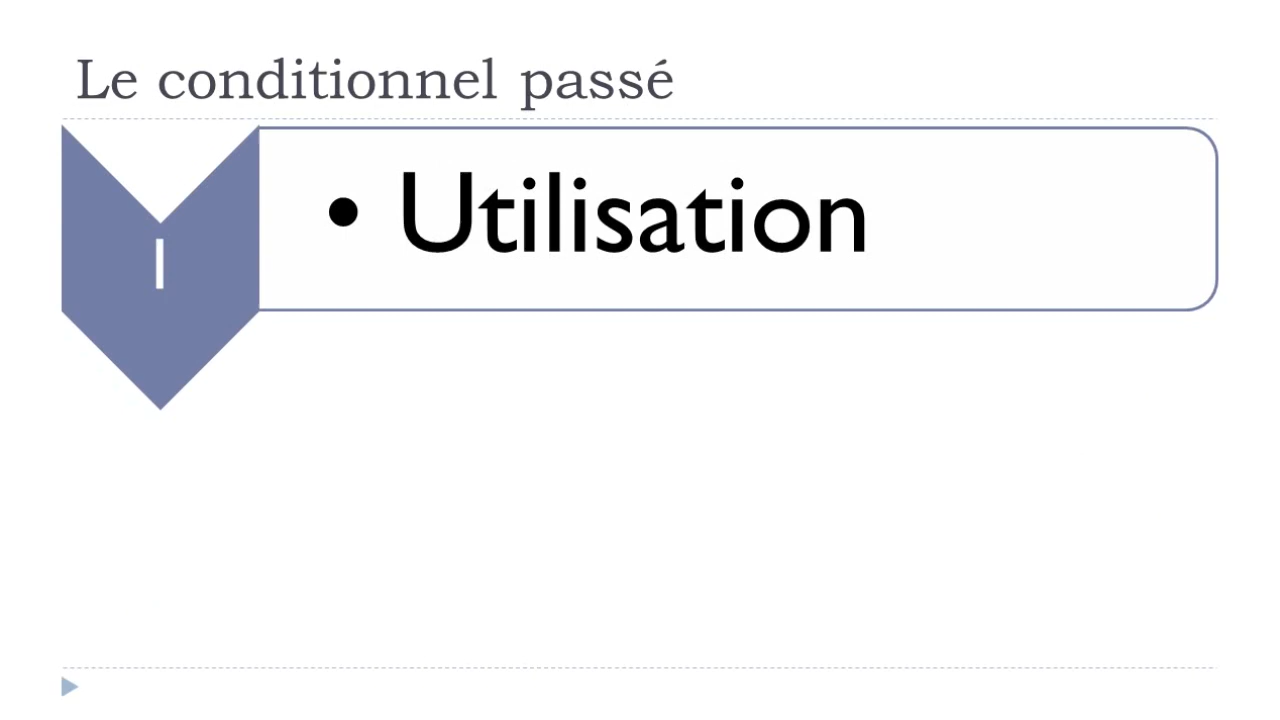 Le conditionnel passé
1
• Utilisation